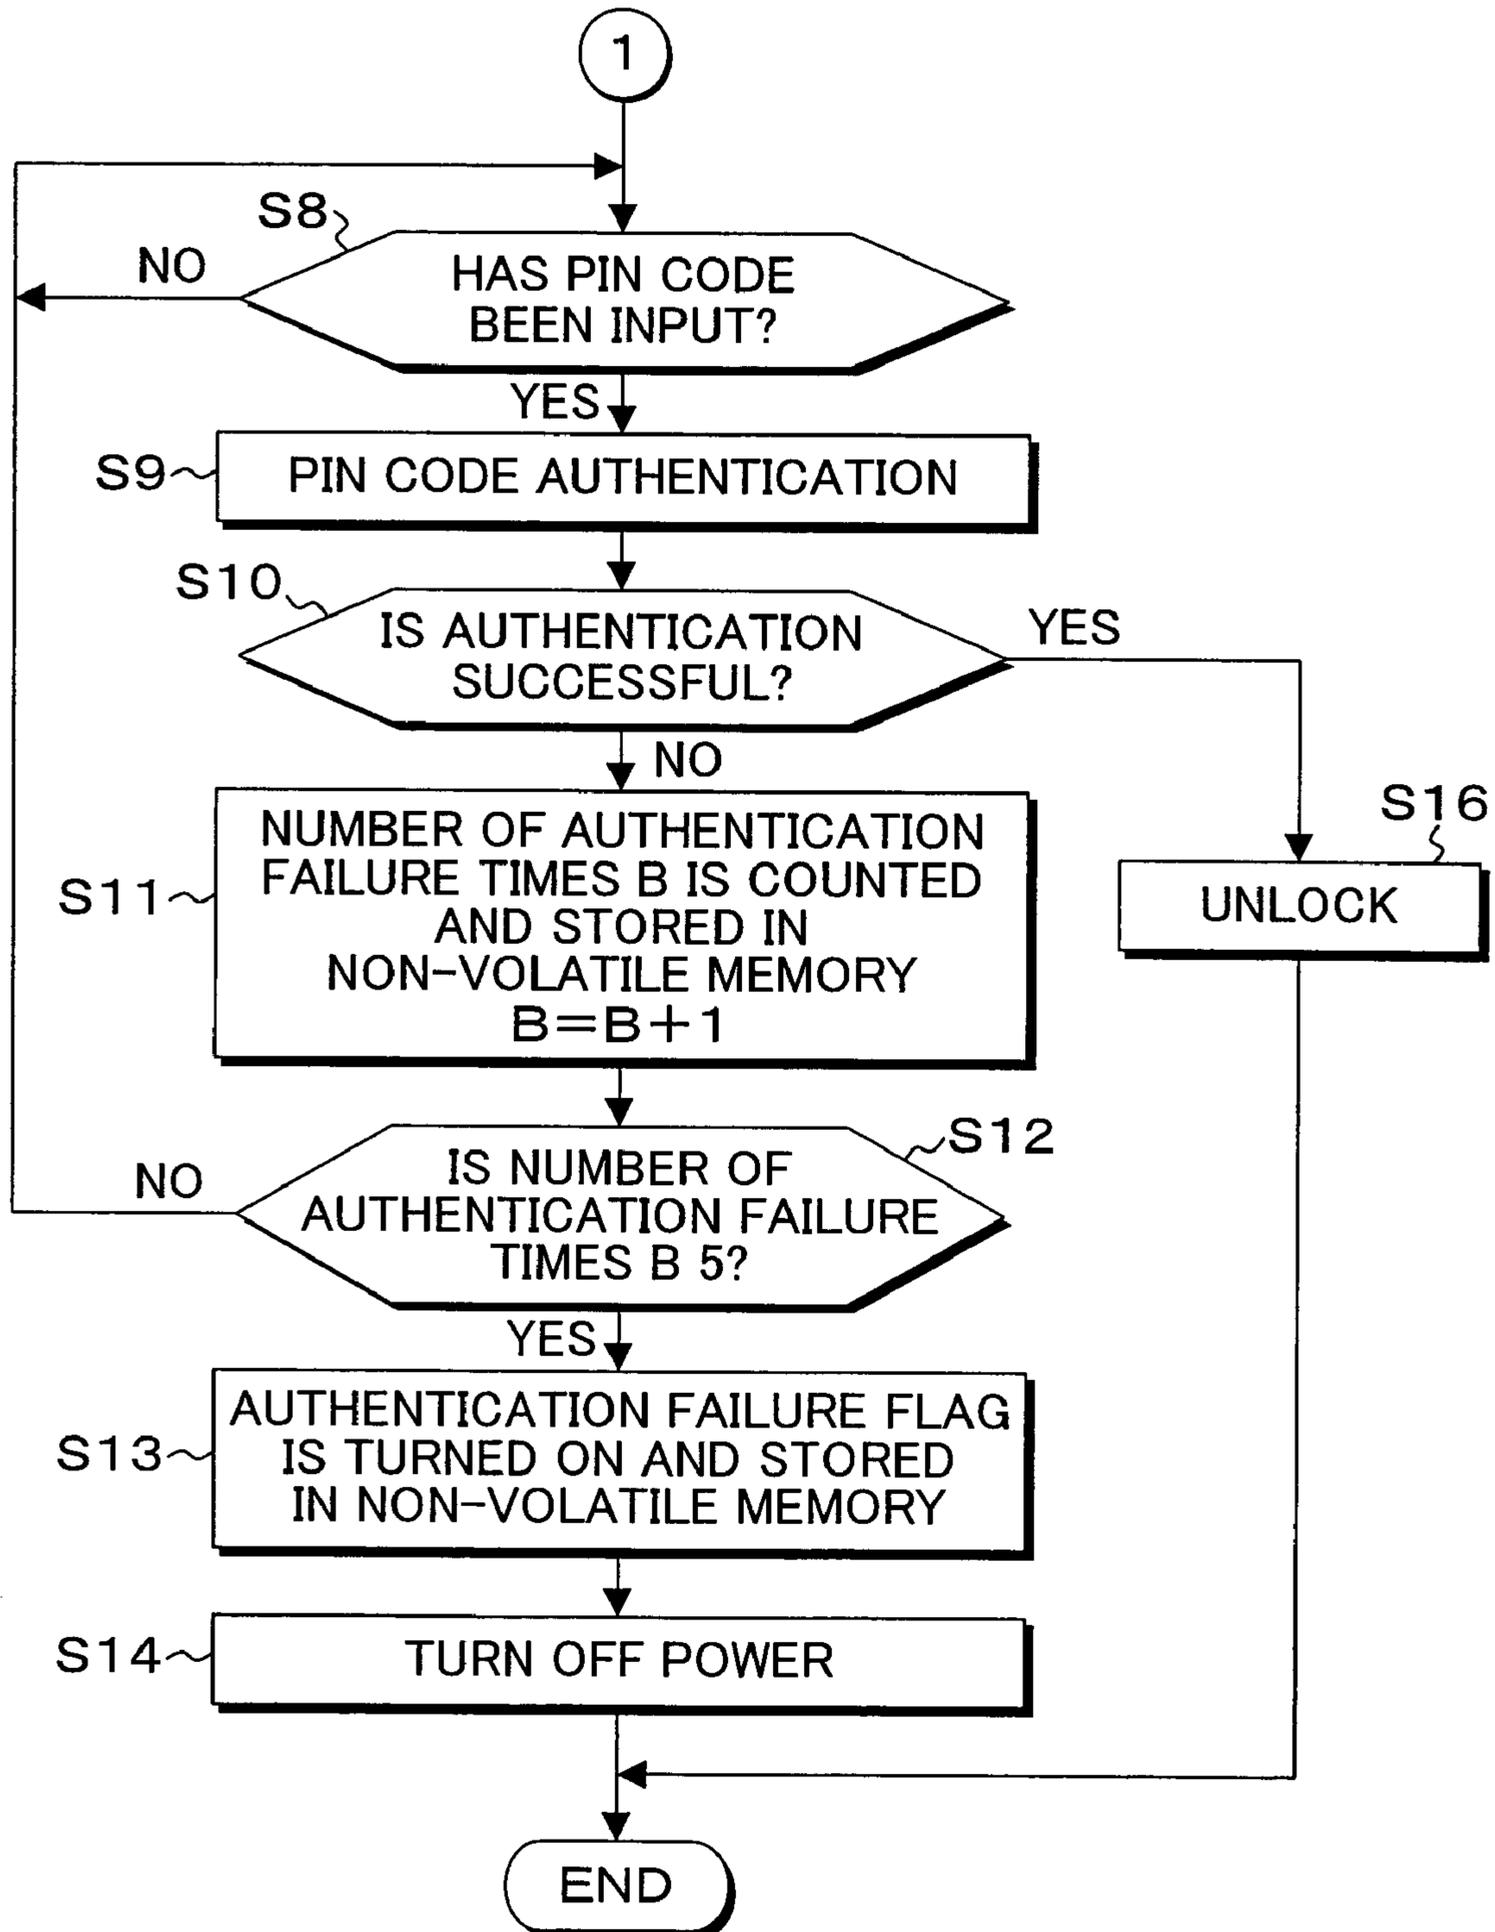 1
S8
NO
HAS PIN CODE
BEEN INPUT?
YES
S9
PIN CODE AUTHENTICATION
S10
IS AUTHENTICATION
SUCCESSFUL?
YES
NO
S16
UNLOCK
S11
NUMBER OF AUTHENTICATION
FAILURE TIMES B IS COUNTED
AND STORED IN
NON-VOLATILE MEMORY
B=B+1
S12
NO
IS NUMBER OF
AUTHENTICATION FAILURE
TIMES B 5?
YES
S13
AUTHENTICATION FAILURE FLAG
IS TURNED ON AND STORED
IN NON-VOLATILE MEMORY
S14
TURN OFF POWER
END